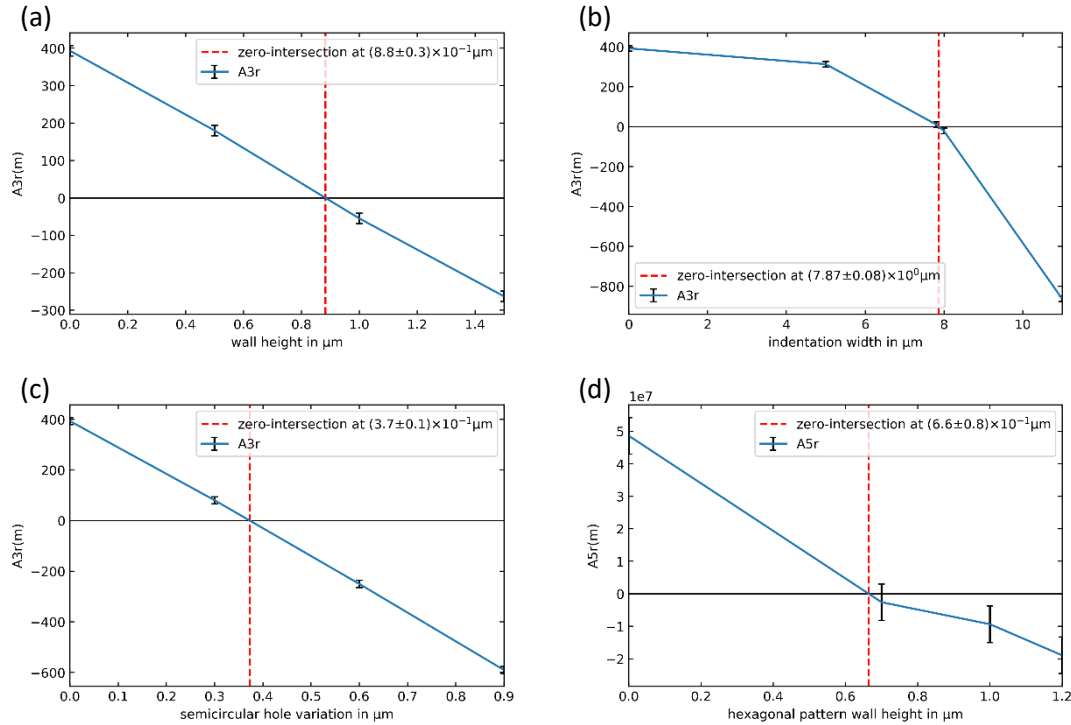 (a)
zero-intersection at (8.8±0.3)×10⁻¹μm
A3r
400
300
200
100
0
−100
−200
−300
A3r(m)
0.0 0.2 0.4 0.6 0.8 1.0 1.2 1.4
wall height in μm
(b)
400
200
0
−200
−400
−600
−800
A3r(m)
zero-intersection at (7.87±0.08)×10⁰μm
A3r
0 2 4 6 8 10
indentation width in μm
(c)
zero-intersection at (3.7±0.1)×10⁻¹μm
A3r
400
200
0
−200
−400
−600
A3r(m)
0.0 0.1 0.2 0.3 0.4 0.5 0.6 0.7 0.8 0.9
semicircular hole variation in μm
(d)
1e7
zero-intersection at (6.6±0.8)×10⁻¹μm
A5r
5
4
3
2
1
0
−1
−2
A5r(m)
0.0 0.2 0.4 0.6 0.8 1.0 1.2
hexagonal pattern wall height in μm